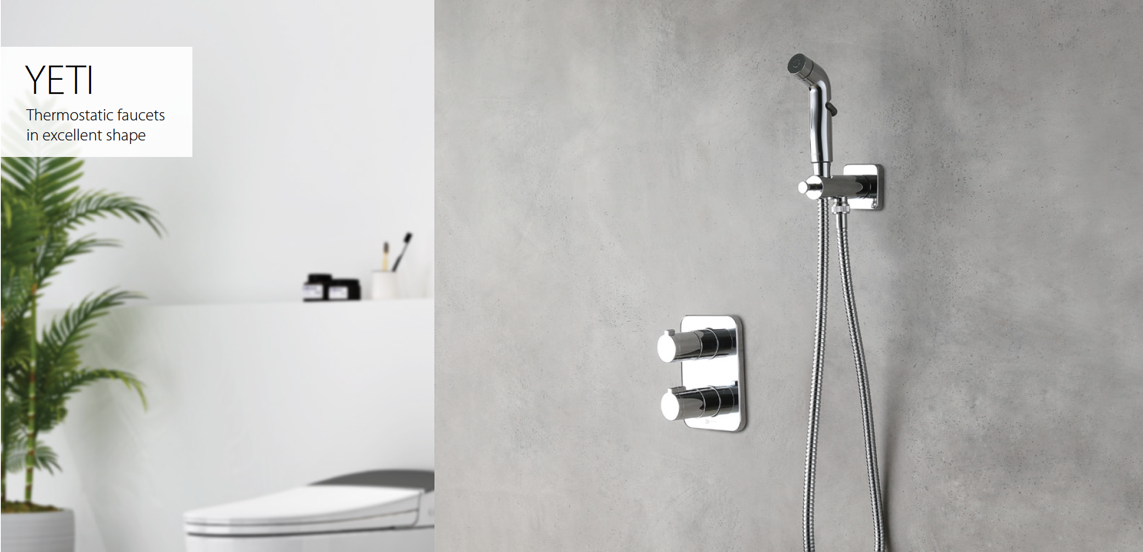 YETI
Thermostatic faucets
in excellent shape